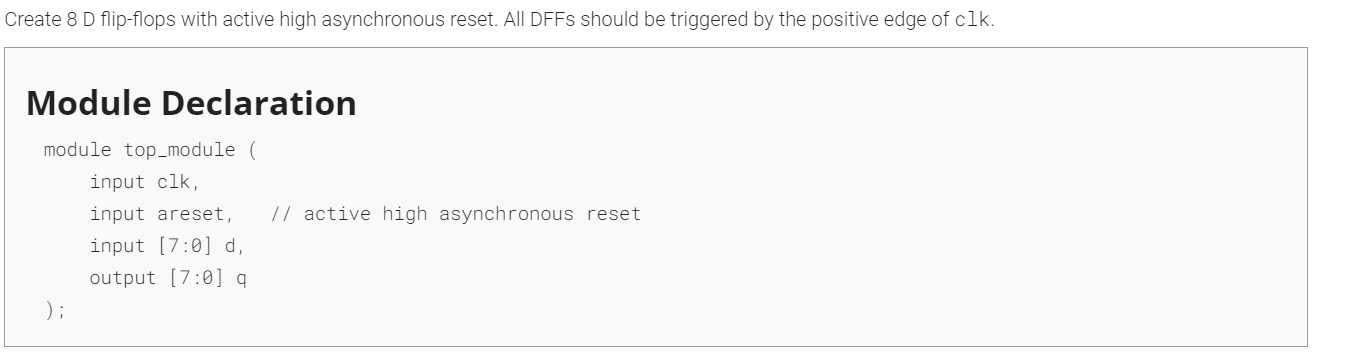 Create 8 D flip-flops with active high asynchronous reset. All DFFs should be triggered by the positive edge of clk.
Module Declaration
module top_module (
    input clk,
    input areset,   // active high asynchronous reset
    input [7:0] d,
    output [7:0] q
);